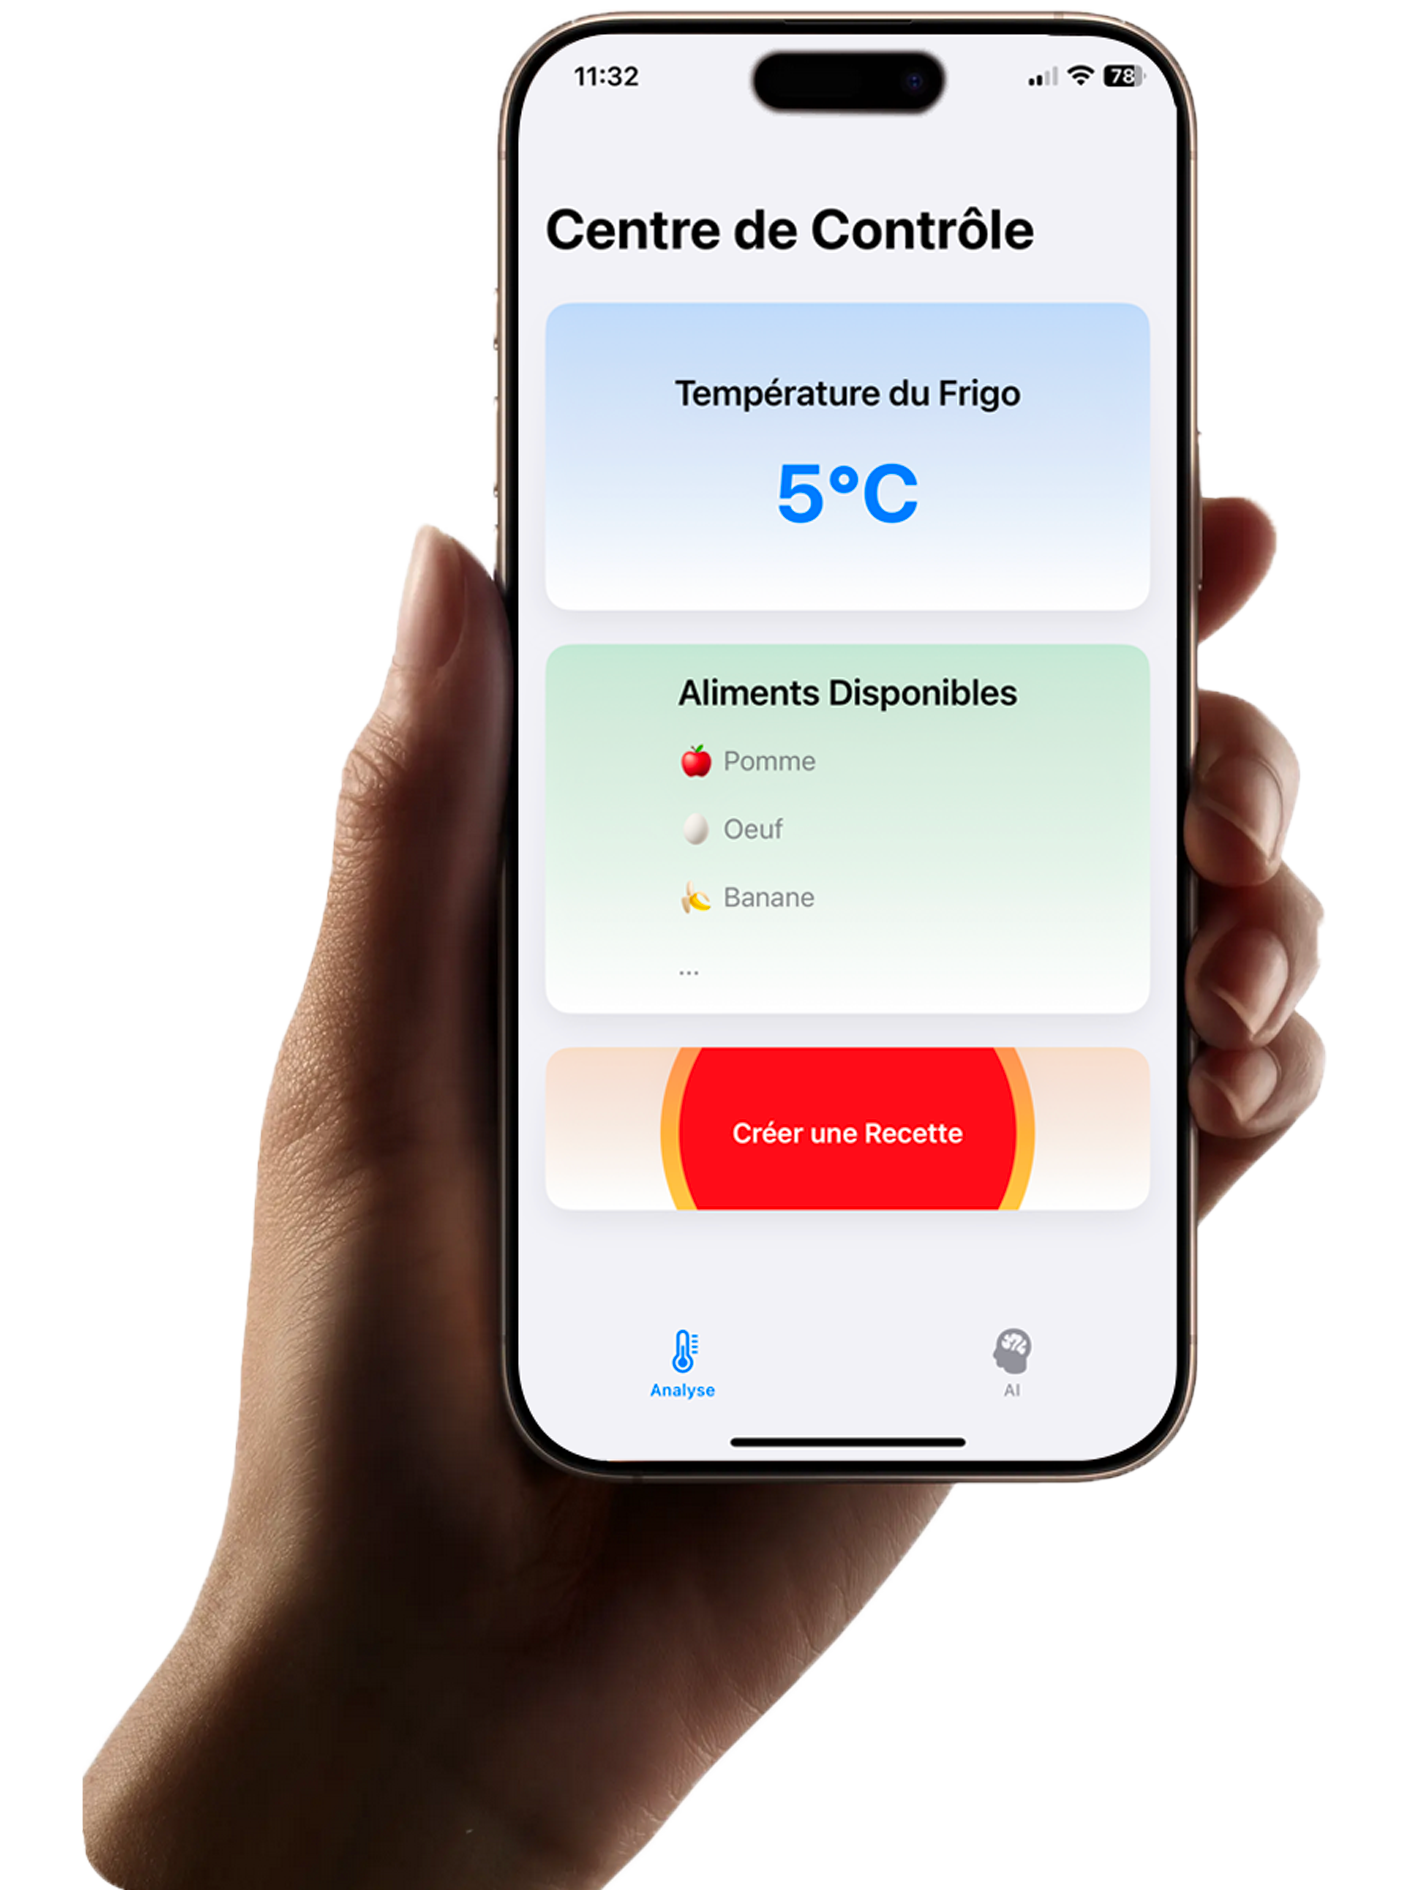 11:32
78
Centre de Contrôle
Température du Frigo
5°C
Aliments Disponibles
Pomme
Oeuf
Banane
...
Créer une Recette
Analyse
AI